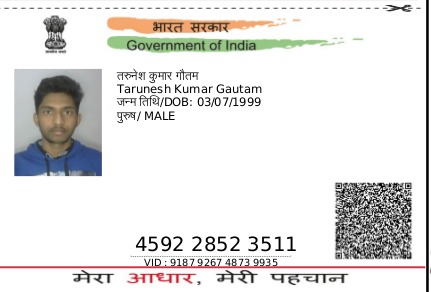 भारत सरकार
Government of India
तरुनेश कुमार गौतम
Tarunesh Kumar Gautam
जन्म तिथि/DOB: 03/07/1999
पुरुष/ MALE
4592 2852 3511
VID : 9187 9267 4873 9935
मेरा आधार, मेरी पहचान